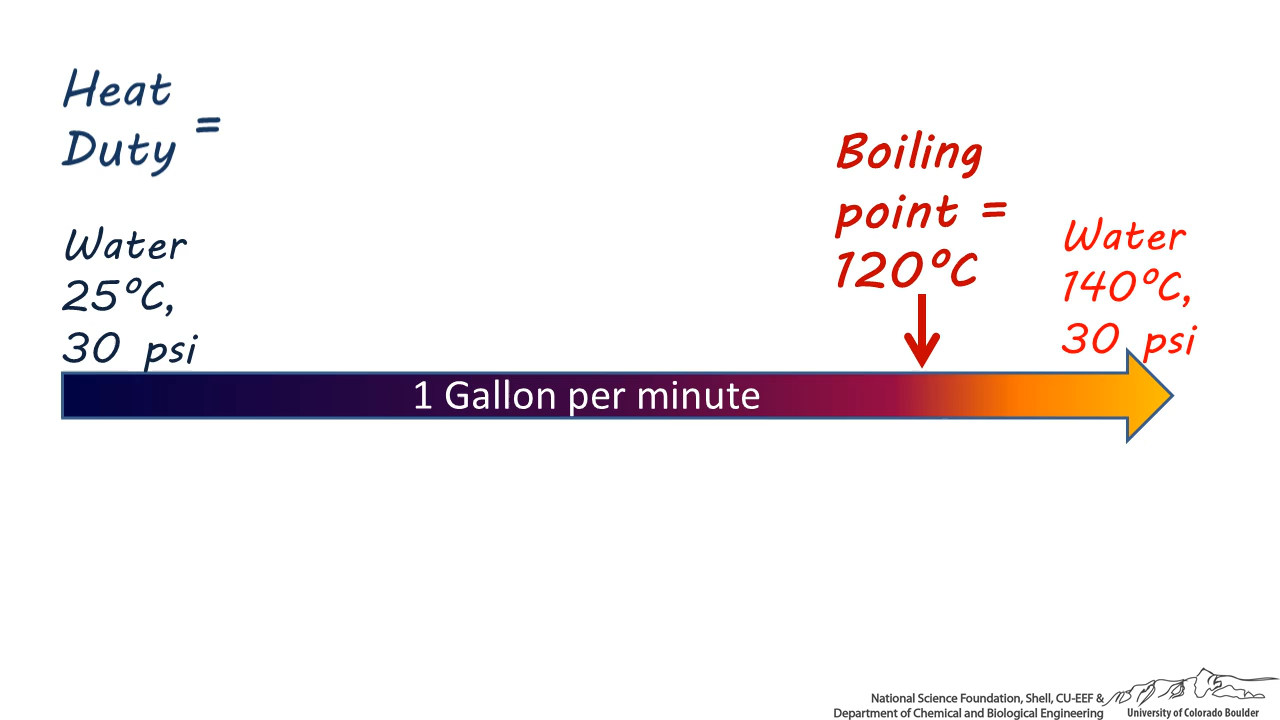 Heat
Duty =
Water
25°C,
30 psi
Boiling
point =
120°C
Water
140°C,
30 psi
1 Gallon per minute
National Science Foundation, Shell, CU-EEF &
Department of Chemical and Biological Engineering
University of Colorado Boulder